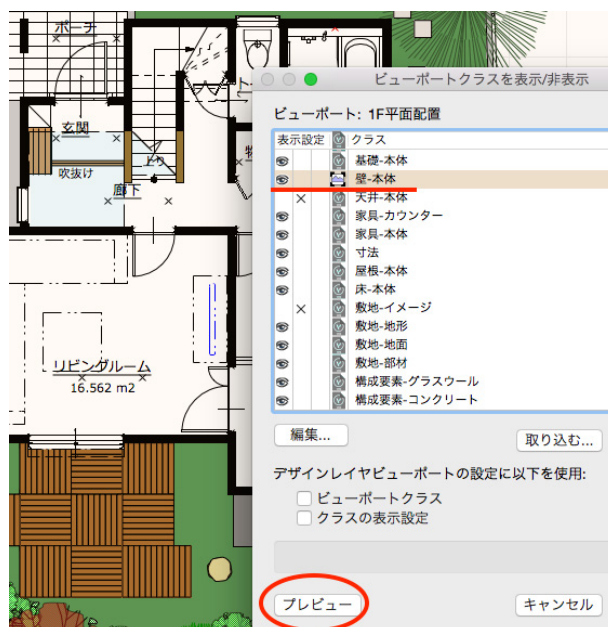 ポーチ
玄関
吹抜け
上り
廊下
物
リビングルーム
16.562 m2
ビューポートクラスを表示/非表示
ビューポート: 1F平面配置
表示設定 クラス
基礎-本体
壁-本体
天井-本体
家具-カウンター
家具-本体
寸法
屋根-本体
床-本体
敷地-イメージ
敷地-地形
敷地-地面
敷地-部材
構成要素-グラスウール
構成要素-コンクリート
編集...
取り込む...
デザインレイヤビューポートの設定に以下を使用:
ビューポートクラス
クラスの表示設定
プレビュー
キャンセル